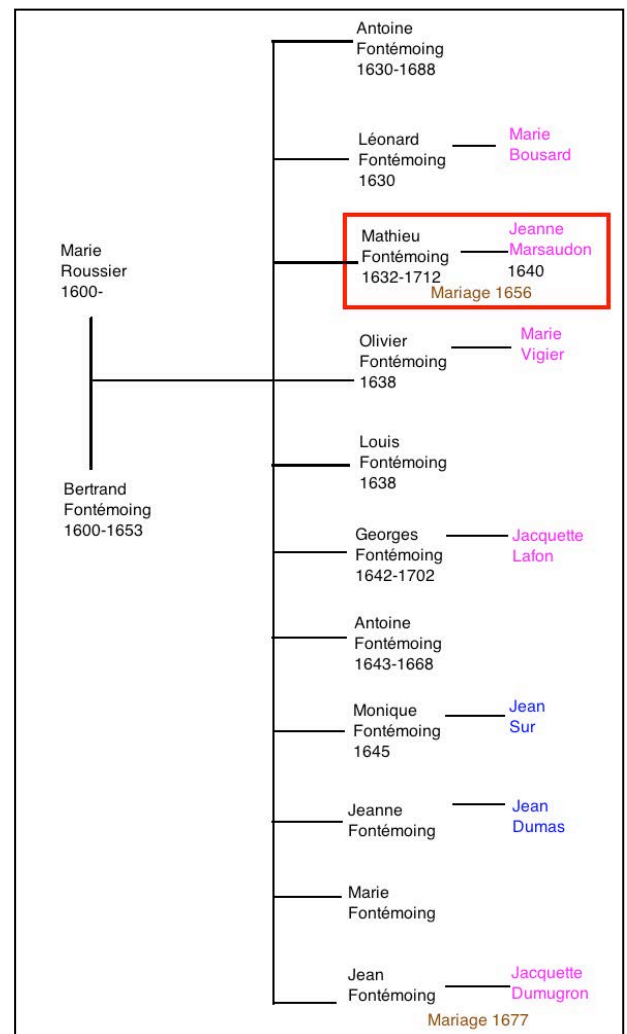 Antoine
Fontémoing
1630-1688
Léonard
Fontémoing
1630
Marie
Bousard
Mathieu
Fontémoing
1632-1712
Jeanne
Marsaudon
1640
Mariage 1656
Marie
Roussier
1600-
Olivier
Fontémoing
1638
Marie
Vigier
Louis
Fontémoing
1638
Bertrand
Fontémoing
1600-1653
Georges
Fontémoing
1642-1702
Jacquette
Lafon
Antoine
Fontémoing
1643-1668
Monique
Fontémoing
1645
Jean
Sur
Jeanne
Fontémoing
Jean
Dumas
Marie
Fontémoing
Jean
Fontémoing
Jacquette
Dumugron
Mariage 1677